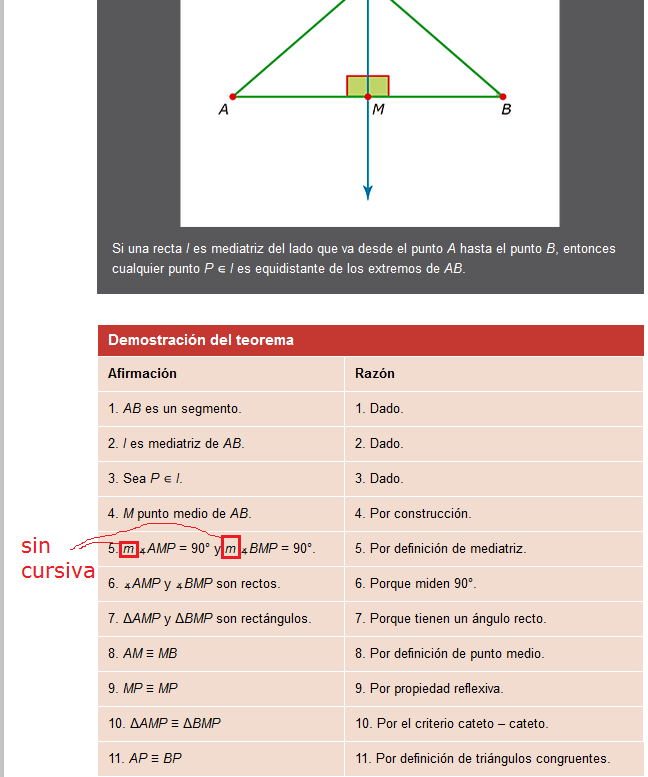 A
M
B
Si una recta l es mediatriz del lado que va desde el punto A hasta el punto B, entonces
cualquier punto P ∈ l es equidistante de los extremos de AB.
Demostración del teorema
Afirmación
Razón
1. AB es un segmento.
1. Dado.
2. l es mediatriz de AB.
2. Dado.
3. Sea P ∈ l.
3. Dado.
4. M punto medio de AB.
4. Por construcción.
sin
cursiva
5. m∡AMP = 90° y m∡BMP = 90°.
5. Por definición de mediatriz.
6. ∡AMP y ∡BMP son rectos.
6. Porque miden 90°.
7. ΔAMP y ΔBMP son rectángulos.
7. Porque tienen un ángulo recto.
8. AM ≡ MB
8. Por definición de punto medio.
9. MP ≡ MP
9. Por propiedad reflexiva.
10. ΔAMP ≡ ΔBMP
10. Por el criterio cateto – cateto.
11. AP ≡ BP
11. Por definición de triángulos congruentes.